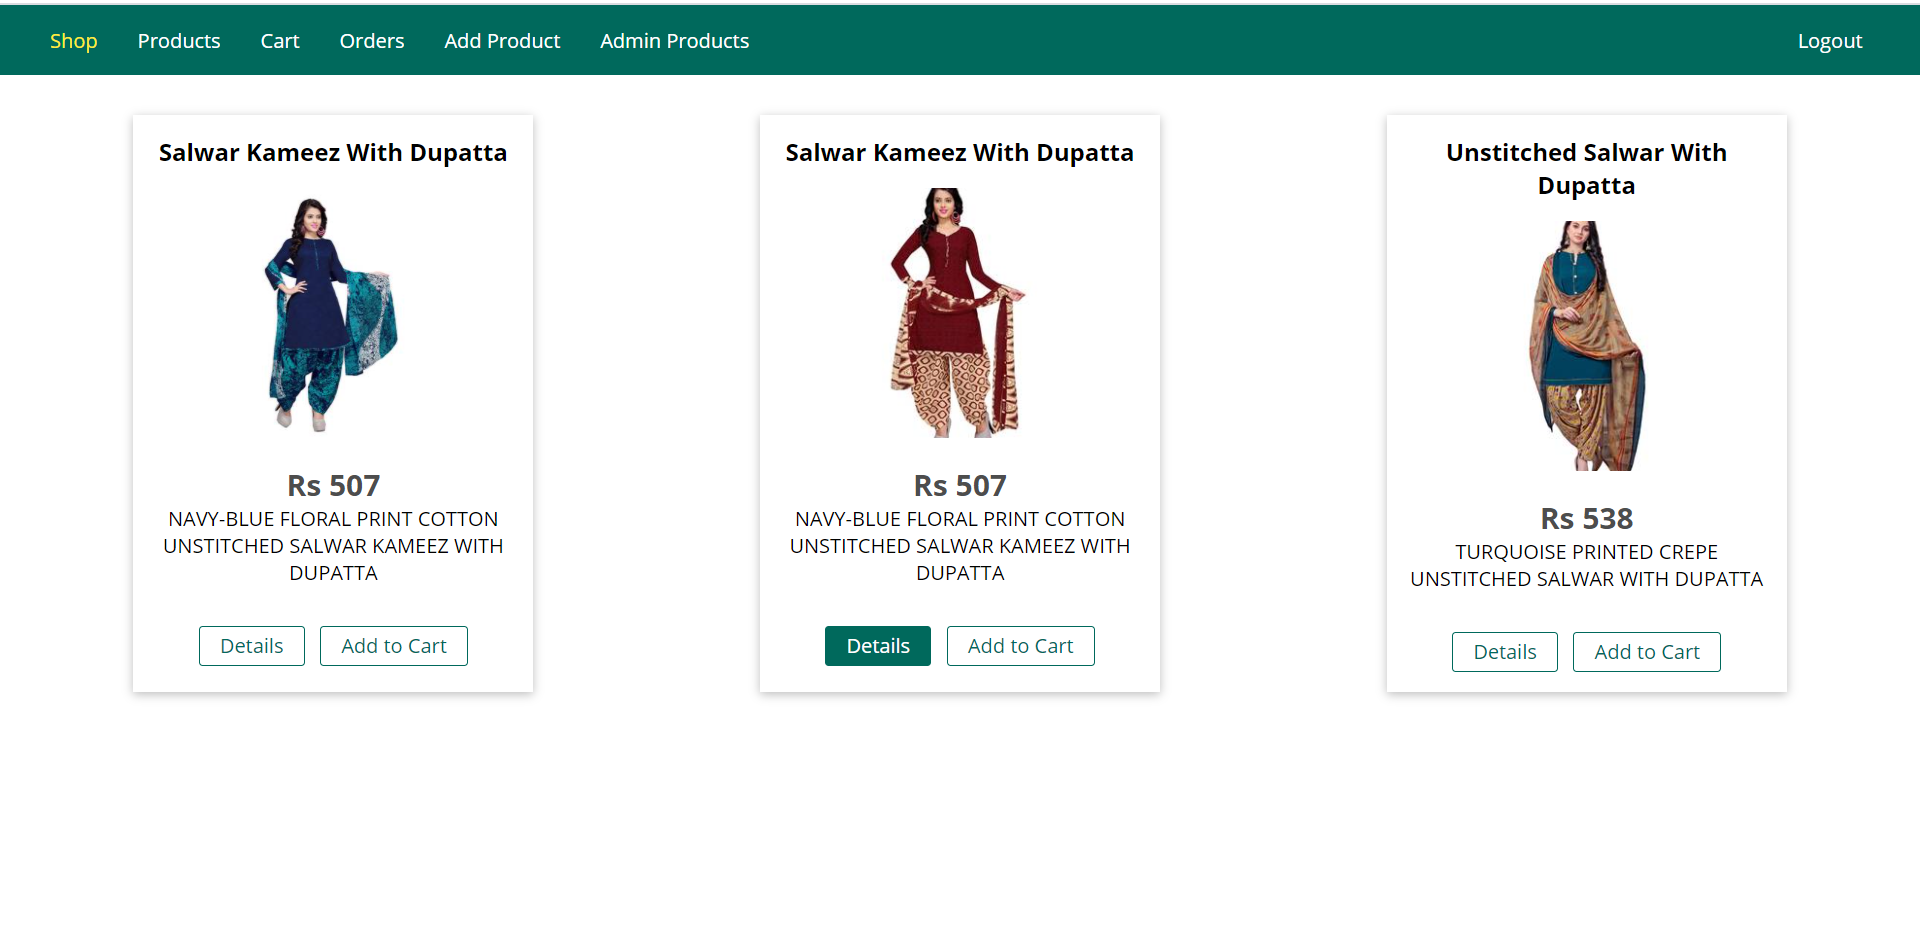 Shop Products Cart Orders Add Product Admin Products Logout
Salwar Kameez With Dupatta
Rs 507
NAVY-BLUE FLORAL PRINT COTTON
UNSTITCHED SALWAR KAMEEZ WITH
DUPATTA
Details Add to Cart
Salwar Kameez With Dupatta
Rs 507
NAVY-BLUE FLORAL PRINT COTTON
UNSTITCHED SALWAR KAMEEZ WITH
DUPATTA
Details Add to Cart
Unstitched Salwar With
Dupatta
Rs 538
TURQUOISE PRINTED CREPE
UNSTITCHED SALWAR WITH DUPATTA
Details Add to Cart